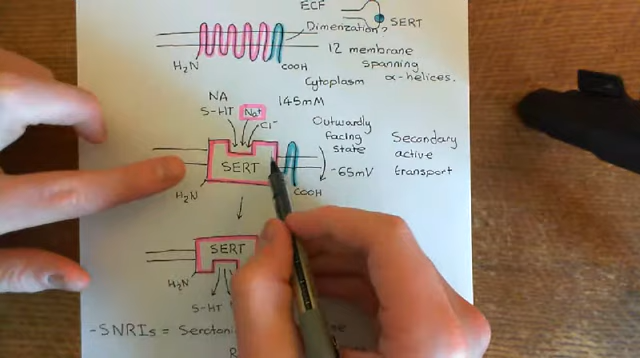 ECF
SERT
Dimerization?
12 membrane
spanning
α-helices.
H₂N
COOH
Cytoplasm
NA
5-HT Na⁺ 145mM
Cl⁻
Outwardly
facing
state
Secondary
active
transport
SERT
-65mV
H₂N
COOH
SERT
H₂N
5-HT
-SNRIs =